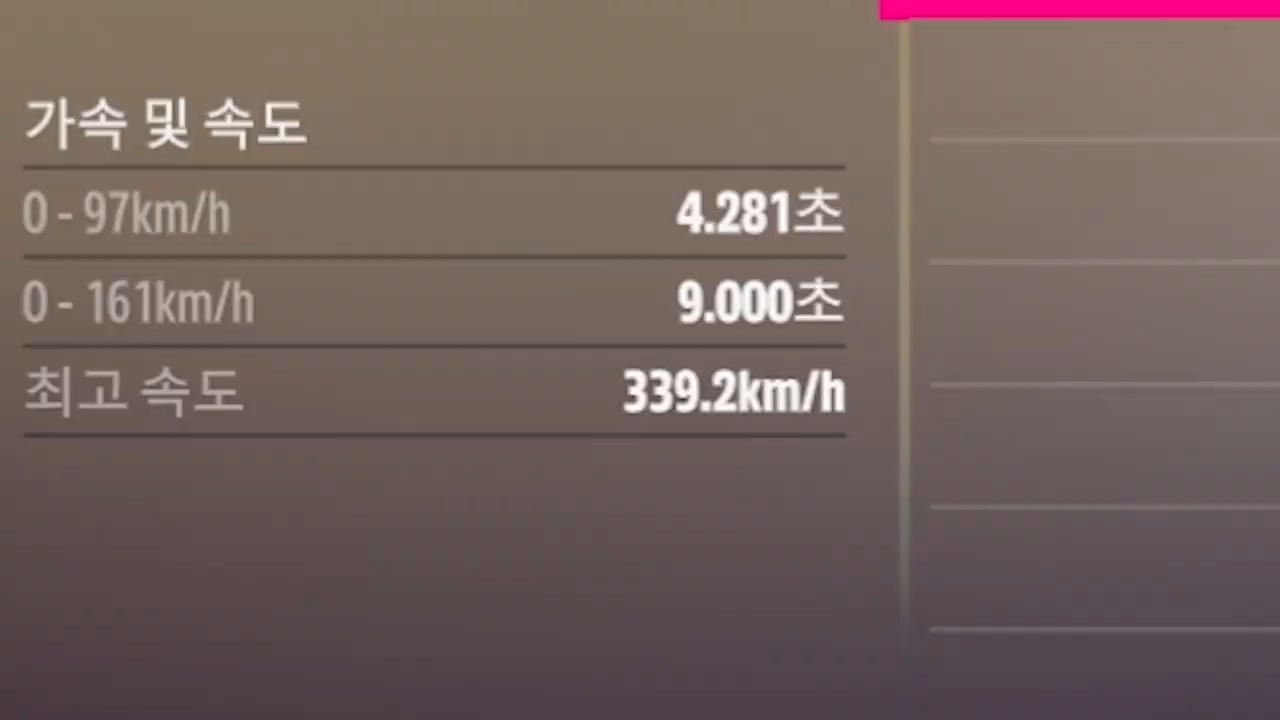 가속 및 속도
0 - 97km/h 4.281초
0 - 161km/h 9.000초
최고 속도 339.2km/h